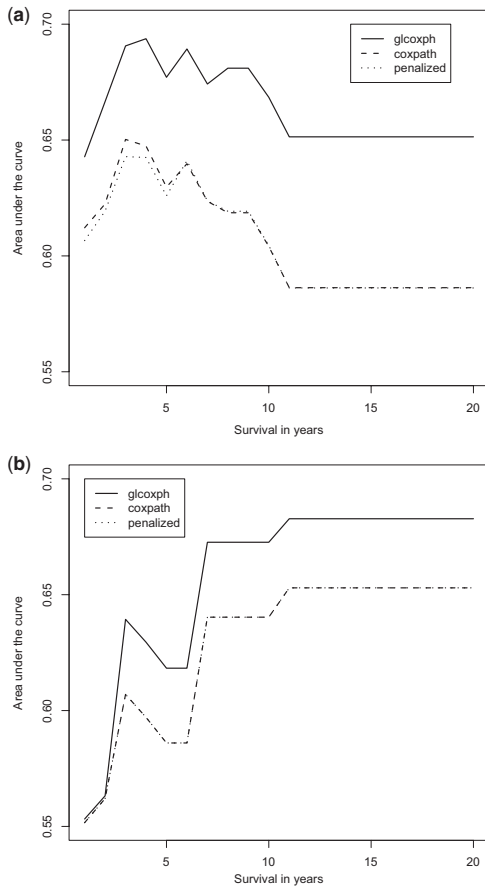 (a)
0.70
0.65
0.60
0.55
Area under the curve
glcoxph
coxpath
penalized
5
10
15
20
Survival in years
(b)
0.70
0.65
0.60
0.55
Area under the curve
glcoxph
coxpath
penalized
5
10
15
20
Survival in years